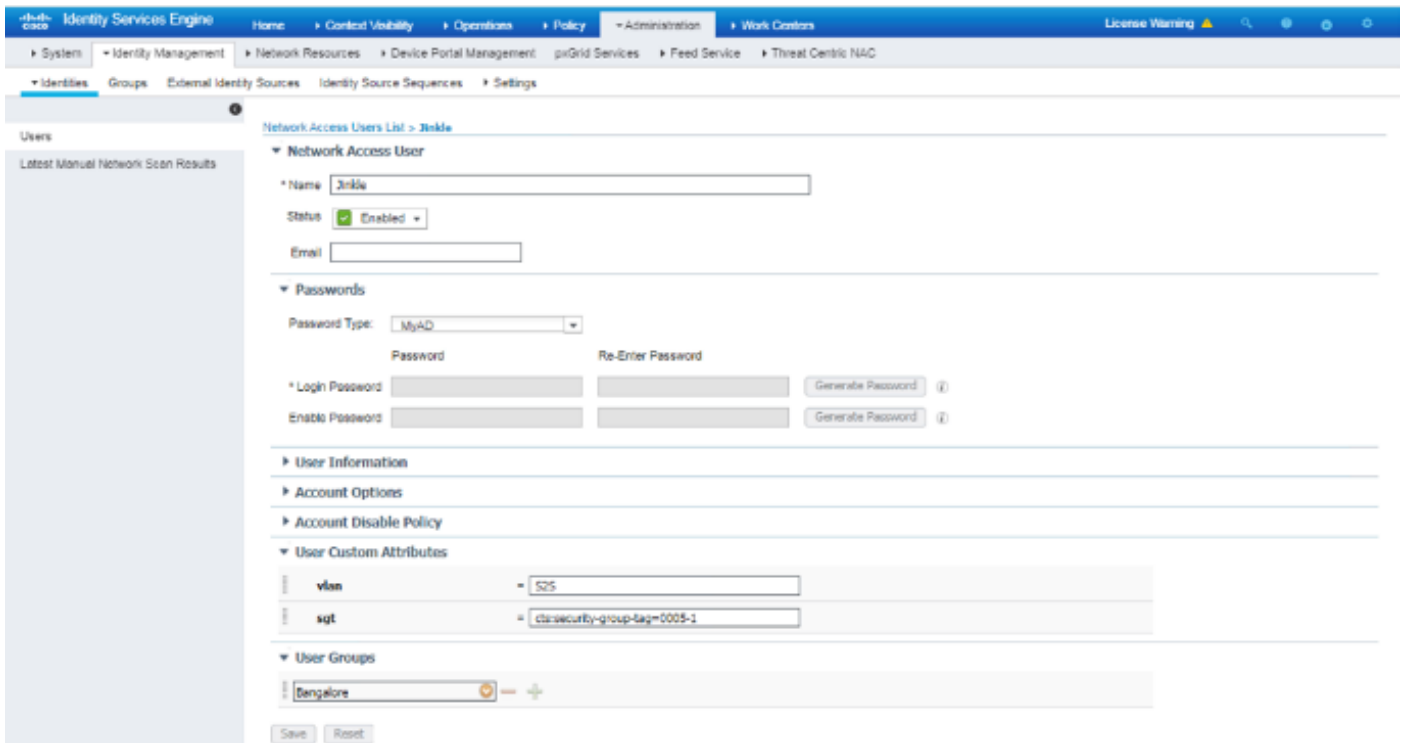 cisco Identity Services Engine Home Context Visibility Operations Policy Administration Work Centers License Warning
System Identity Management Network Resources Device Portal Management pxGrid Services Feed Service Threat Centric NAC
Identities Groups External Identity Sources Identity Source Sequences Settings
Users
Latest Manual Network Scan Results
Network Access Users List > Jinkle
Network Access User
* Name Jinkle
Status Enabled
Email
Passwords
Password Type: MyAD
Password Re-Enter Password
* Login Password Generate Password
Enable Password Generate Password
User Information
Account Options
Account Disable Policy
User Custom Attributes
vlan = S2S
sgt = cts:security-group-tag=0005-1
User Groups
Bangalore
Save Reset